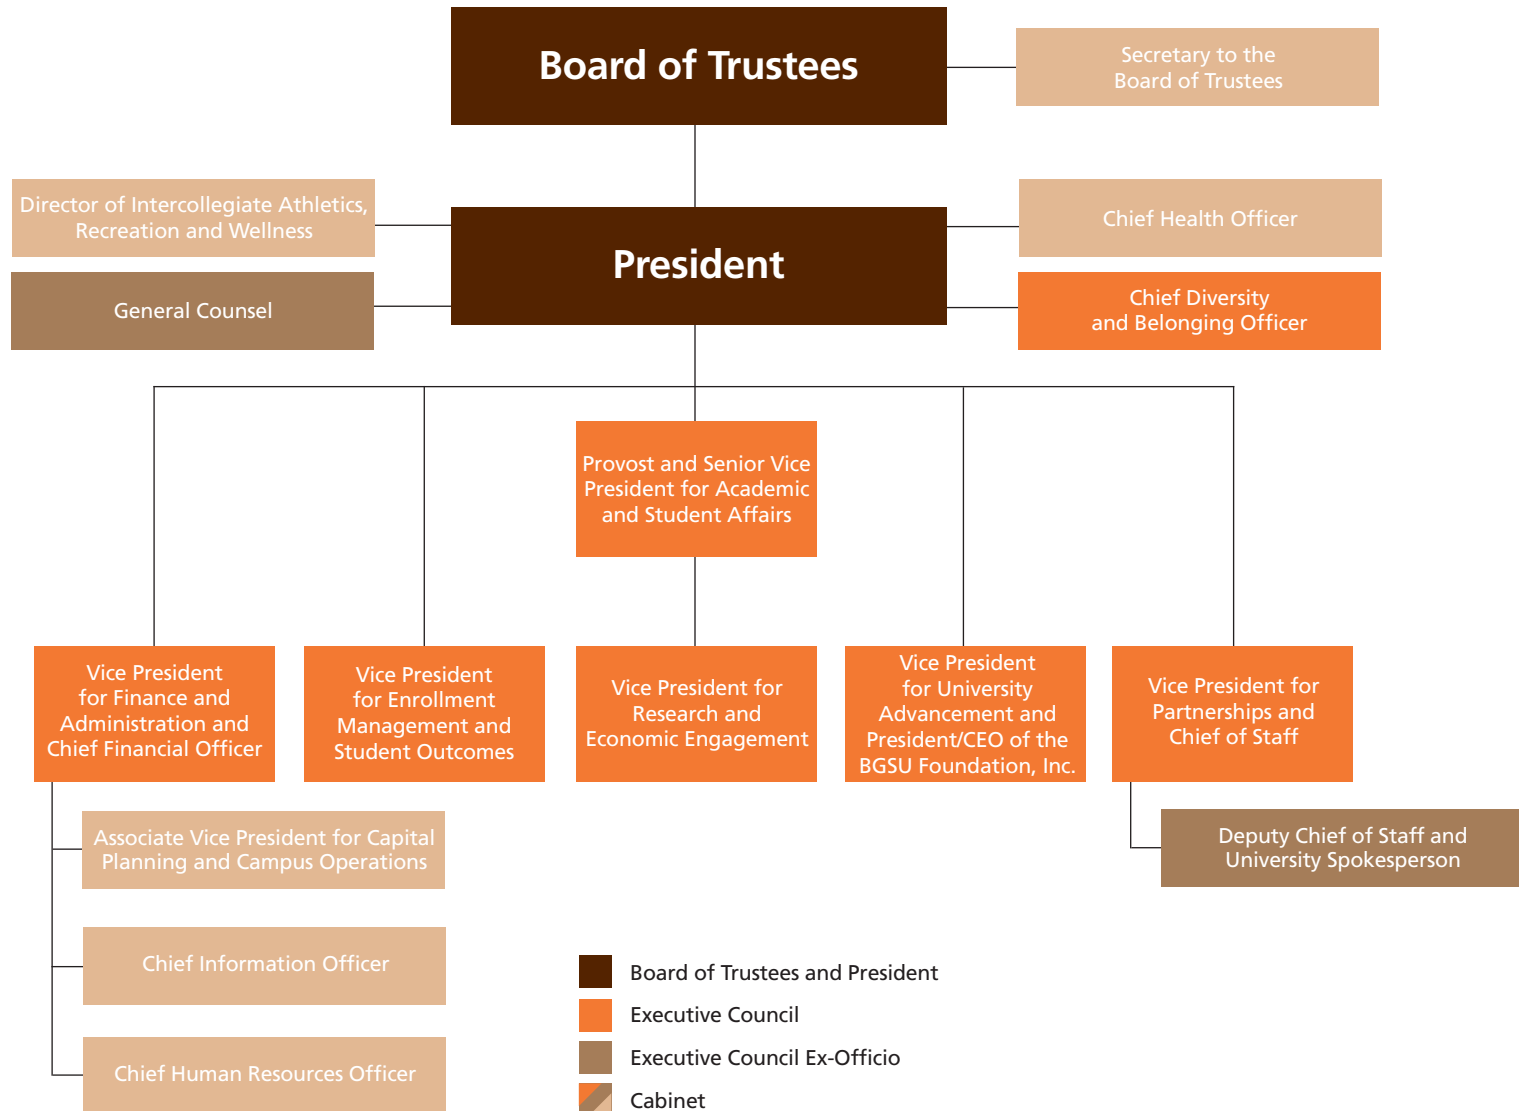 Board of Trustees
Secretary to the
Board of Trustees
Director of Intercollegiate Athletics,
Recreation and Wellness
President
Chief Health Officer
General Counsel
Chief Diversity
and Belonging Officer
Provost and Senior Vice
President for Academic
and Student Affairs
Vice President
for Finance and
Administration and
Chief Financial Officer
Vice President
for Enrollment
Management and
Student Outcomes
Vice President for
Research and
Economic Engagement
Vice President
for University
Advancement and
President/CEO of the
BGSU Foundation, Inc.
Vice President for
Partnerships and
Chief of Staff
Associate Vice President for Capital
Planning and Campus Operations
Deputy Chief of Staff and
University Spokesperson
Chief Information Officer
Chief Human Resources Officer
Board of Trustees and President
Executive Council
Executive Council Ex-Officio
Cabinet